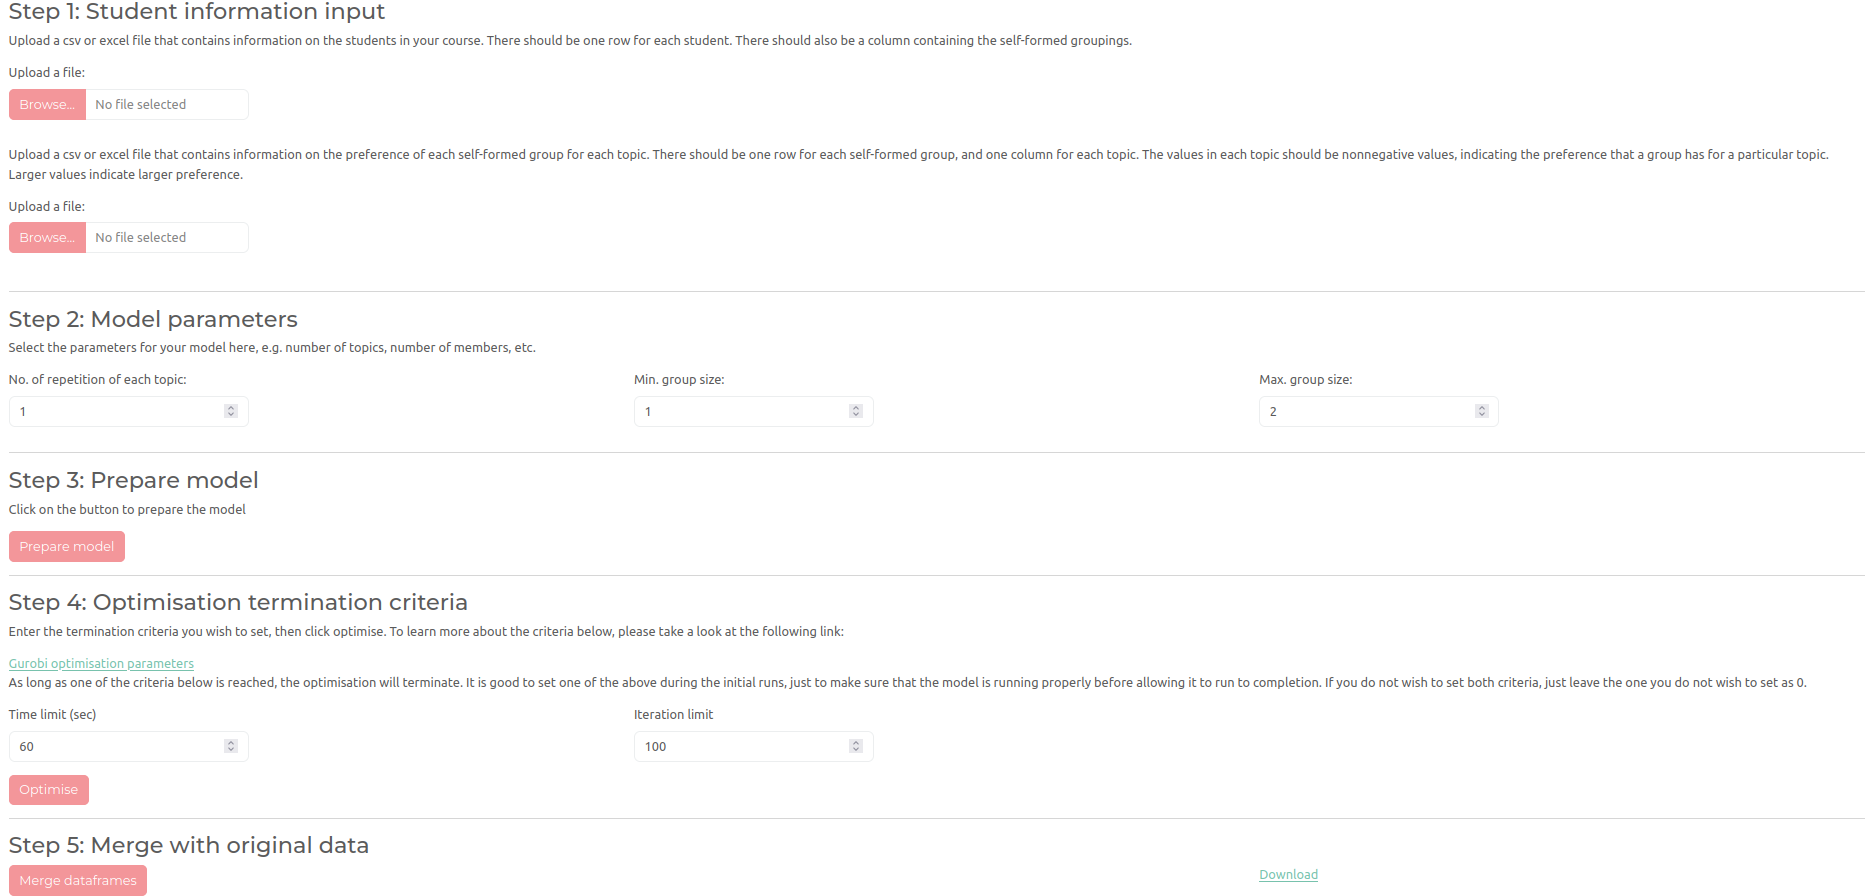 Step 1: Student information input
Upload a csv or excel file that contains information on the students in your course. There should be one row for each student. There should also be a column containing the self-formed groupings.
Upload a file:
Browse... No file selected
Upload a csv or excel file that contains information on the preference of each self-formed group for each topic. There should be one row for each self-formed group, and one column for each topic. The values in each topic should be nonnegative values, indicating the preference that a group has for a particular topic.
Larger values indicate larger preference.
Upload a file:
Browse... No file selected
Step 2: Model parameters
Select the parameters for your model here, e.g. number of topics, number of members, etc.
No. of repetition of each topic: Min. group size: Max. group size:
1 1 2
Step 3: Prepare model
Click on the button to prepare the model
Prepare model
Step 4: Optimisation termination criteria
Enter the termination criteria you wish to set, then click optimise. To learn more about the criteria below, please take a look at the following link:
Gurobi optimisation parameters
As long as one of the criteria below is reached, the optimisation will terminate. It is good to set one of the above during the initial runs, just to make sure that the model is running properly before allowing it to run to completion. If you do not wish to set both criteria, just leave the one you do not wish to set as 0.
Time limit (sec) Iteration limit
60 100
Optimise
Step 5: Merge with original data
Merge dataframes Download